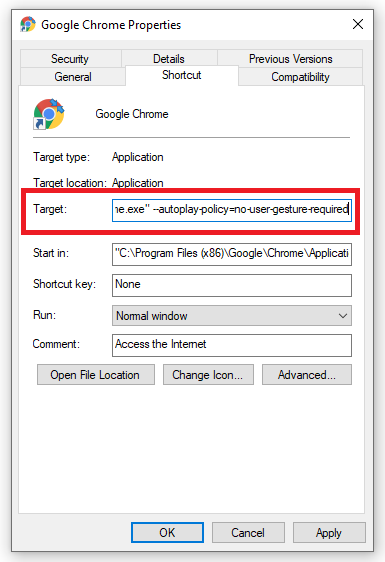 Google Chrome Properties
Security Details Previous Versions
General Shortcut Compatibility
Google Chrome
Target type: Application
Target location: Application
Target: ne.exe" --autoplay-policy=no-user-gesture-required
Start in: "C:\Program Files (x86)\Google\Chrome\Applicati
Shortcut key: None
Run: Normal window
Comment: Access the Internet
Open File Location Change Icon... Advanced...
OK Cancel Apply